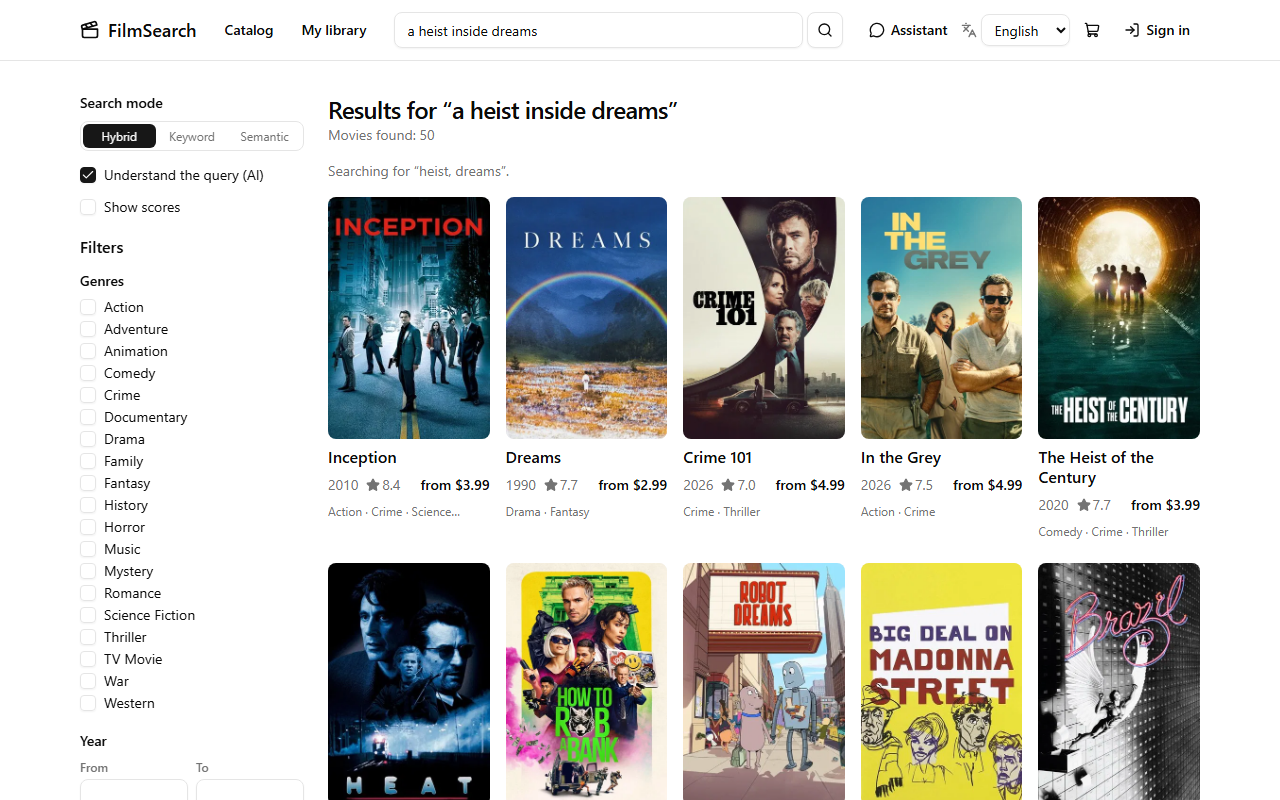 FilmSearch
Catalog
My library
a heist inside dreams
Assistant
English
Sign in
Search mode
Hybrid
Keyword
Semantic
Understand the query (AI)
Show scores
Filters
Genres
Action
Adventure
Animation
Comedy
Crime
Documentary
Drama
Family
Fantasy
History
Horror
Music
Mystery
Romance
Science Fiction
Thriller
TV Movie
War
Western
Year
From
To
Results for “a heist inside dreams”
Movies found: 50
Searching for “heist, dreams”.
INCEPTION
DREAMS
CRIME
101
IN
THE
GREY
THE HEIST OF THE CENTURY
Inception
2010 8.4 from $3.99
Action · Crime · Science...
Dreams
1990 7.7 from $2.99
Drama · Fantasy
Crime 101
2026 7.0 from $4.99
Crime · Thriller
In the Grey
2026 7.5 from $4.99
Action · Crime
The Heist of the
Century
2020 7.7 from $3.99
Comedy · Crime · Thriller
HEAT
HOW TO
ROB
A BANK
ROBOT
DREAMS
BIG DEAL ON
MADONNA
STREET
Brazil